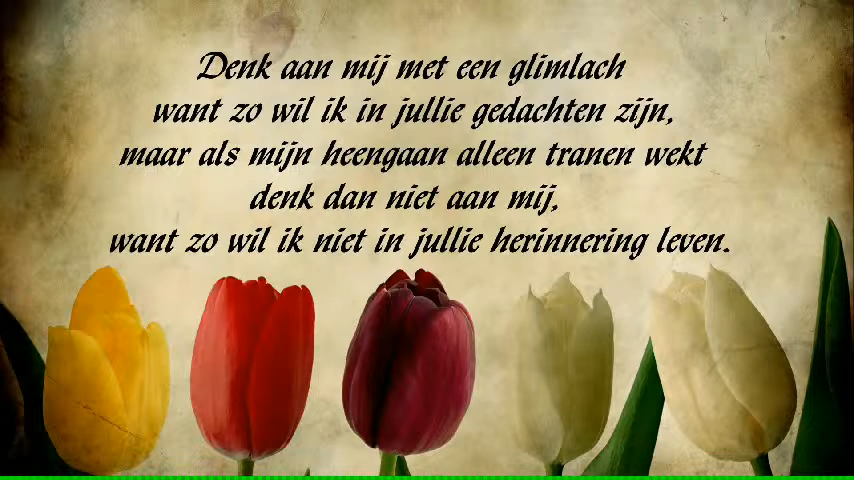 Denk aan mij met een glimlach
want zo wil ik in jullie gedachten zijn,
maar als mijn heengaan alleen tranen wekt
denk dan niet aan mij,
want zo wil ik niet in jullie herinnering leven.